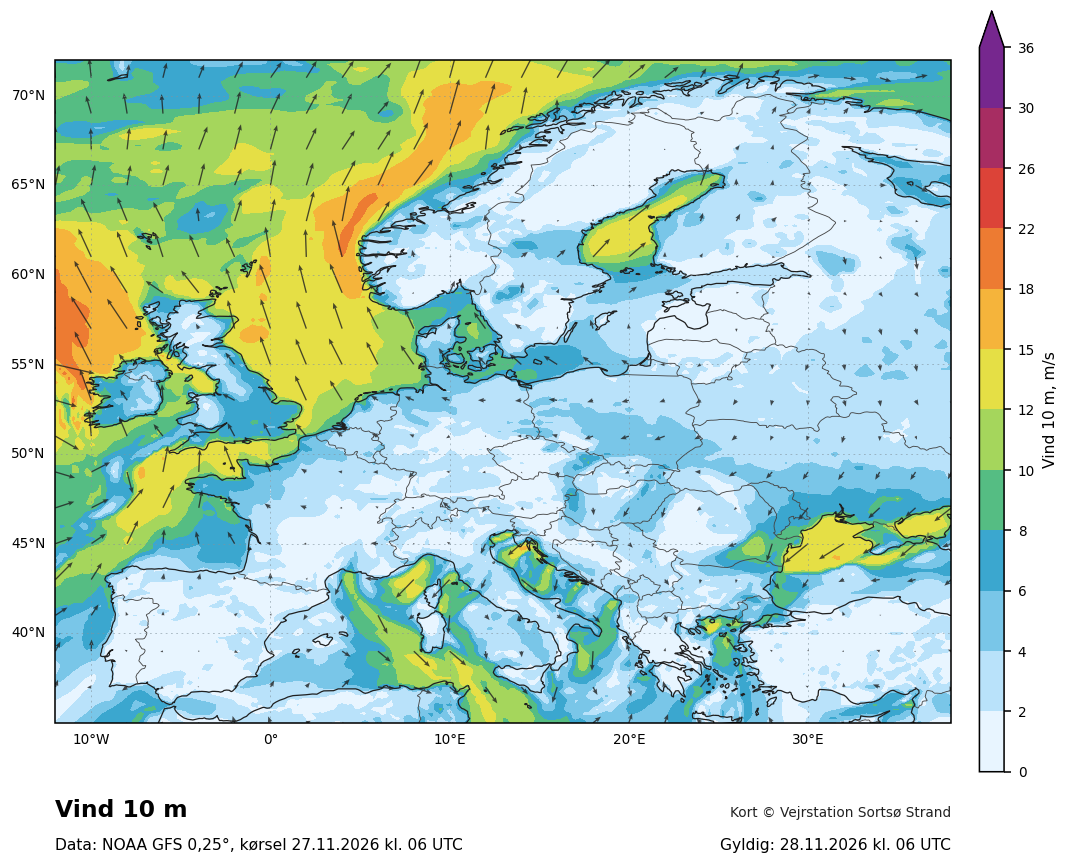 36
30
26
22
18
15
12
10
8
6
4
2
0
Vind 10 m, m/s
70°N
65°N
60°N
55°N
50°N
45°N
40°N
10°W
0°
10°E
20°E
30°E
Vind 10 m
Kort © Vejrstation Sortsø Strand
Data: NOAA GFS 0,25°, kørsel 27.11.2026 kl. 06 UTC
Gyldig: 28.11.2026 kl. 06 UTC